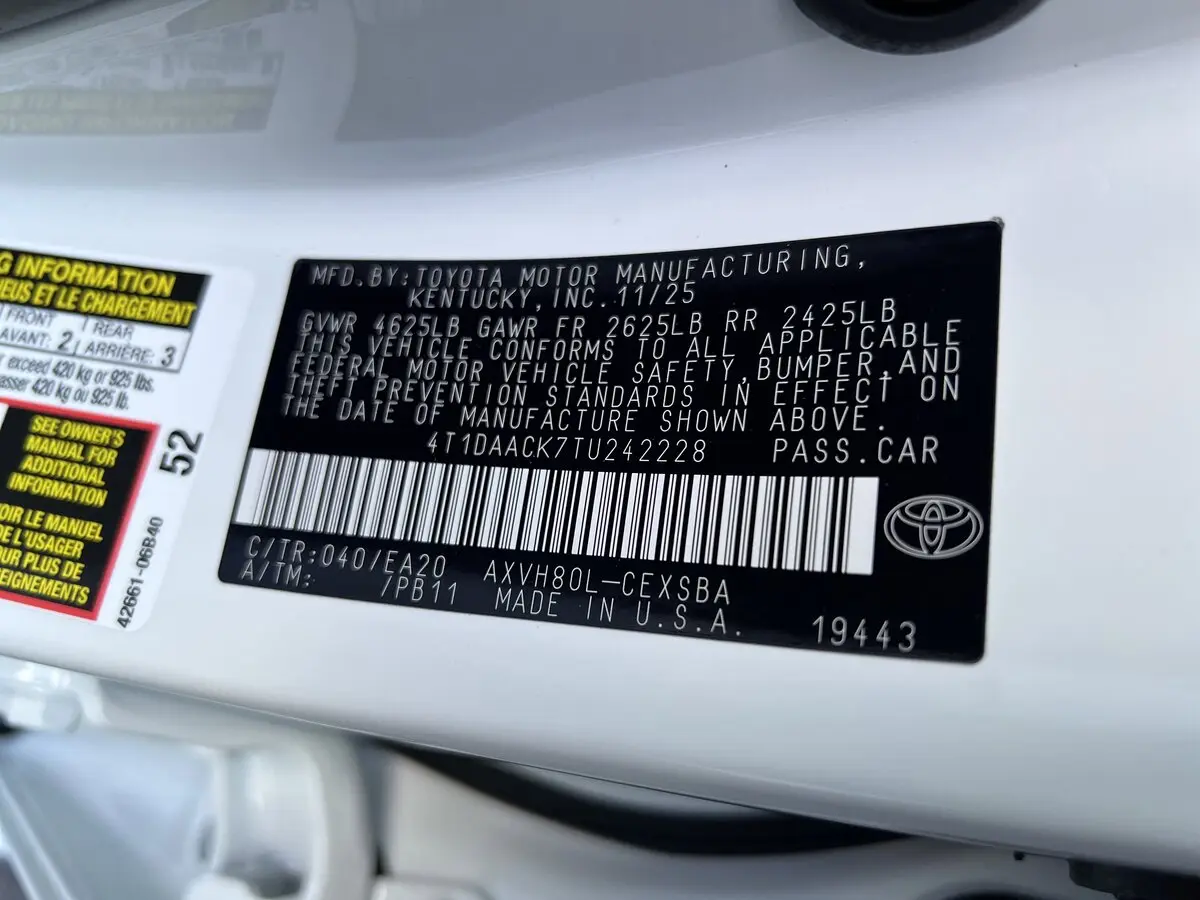 G INFORMATION
EUS ET LE CHARGEMENT
FRONT REAR
AVANT: 2 ARRIÈRE: 3
exceed 420 kg or 925 lbs.
asser 420 kg ou 925 lb.
SEE OWNER'S
MANUAL FOR
ADDITIONAL
INFORMATION
OIR LE MANUEL
DE L'USAGER
OUR PLUS DE
EIGNEMENTS
52
42661-06B40
MFD.BY:TOYOTA MOTOR MANUFACTURING,
KENTUCKY,INC.11/25
GVWR 4625LB GAWR FR 2625LB RR 2425LB
THIS VEHICLE CONFORMS TO ALL APPLICABLE
FEDERAL MOTOR VEHICLE SAFETY,BUMPER,AND
THEFT PREVENTION STANDARDS IN EFFECT ON
THE DATE OF MANUFACTURE SHOWN ABOVE.
4T1DAACK7TU242228 PASS.CAR
C/TR:040/EA20 AXVH80L-CEXSBA
A/TM: /PB11 MADE IN U.S.A.
19443